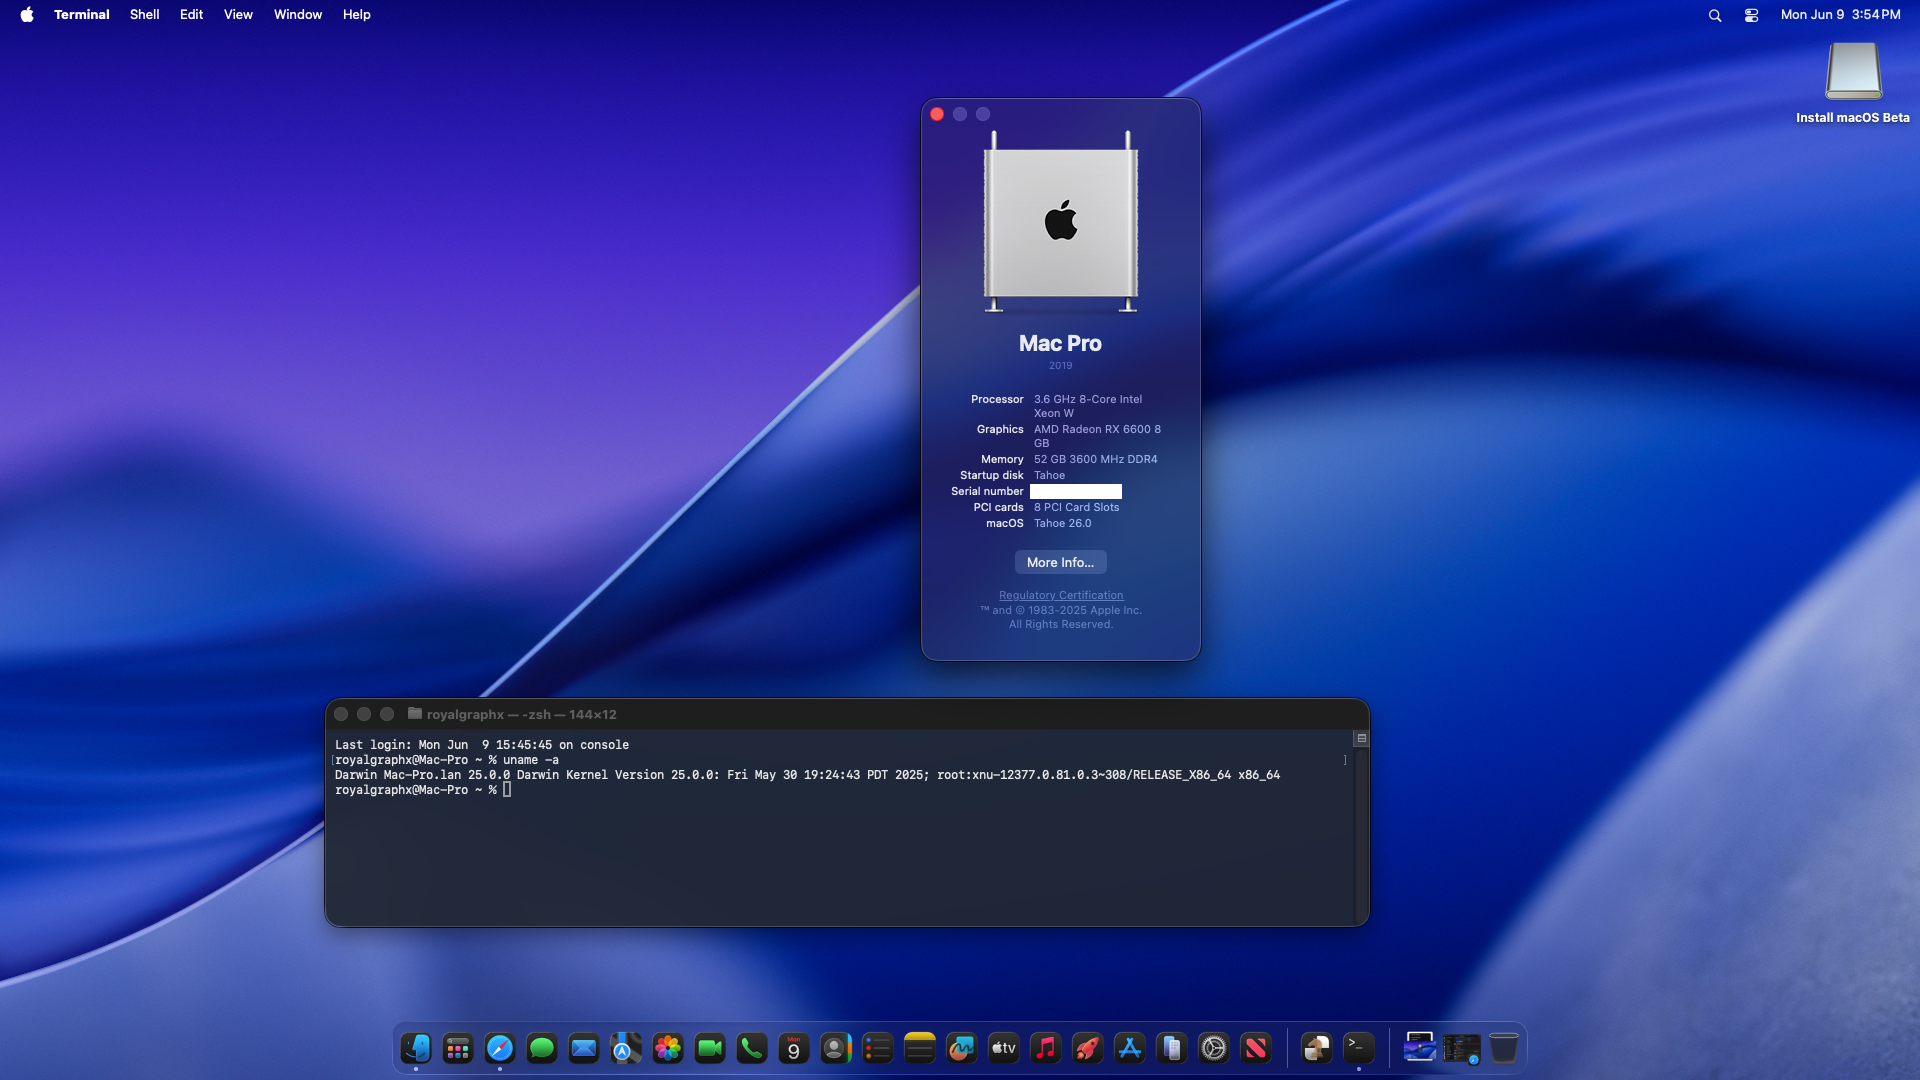 Terminal Shell Edit View Window Help
Mon Jun 9 3:54 PM
Install macOS Beta
Mac Pro
2019
Processor 3.6 GHz 8-Core Intel
Xeon W
Graphics AMD Radeon RX 6600 8
GB
Memory 52 GB 3600 MHz DDR4
Startup disk Tahoe
Serial number
PCI cards 8 PCI Card Slots
macOS Tahoe 26.0
More Info...
Regulatory Certification
™ and © 1983-2025 Apple Inc.
All Rights Reserved.
royalgraphx — -zsh — 144×12
Last login: Mon Jun  9 15:45:45 on console
[royalgraphx@Mac-Pro ~ % uname -a ]
Darwin Mac-Pro.lan 25.0.0 Darwin Kernel Version 25.0.0: Fri May 30 19:24:43 PDT 2025; root:xnu-12377.0.81.0.3~308/RELEASE_X86_64 x86_64
royalgraphx@Mac-Pro ~ %
Mon
9
tv
>_